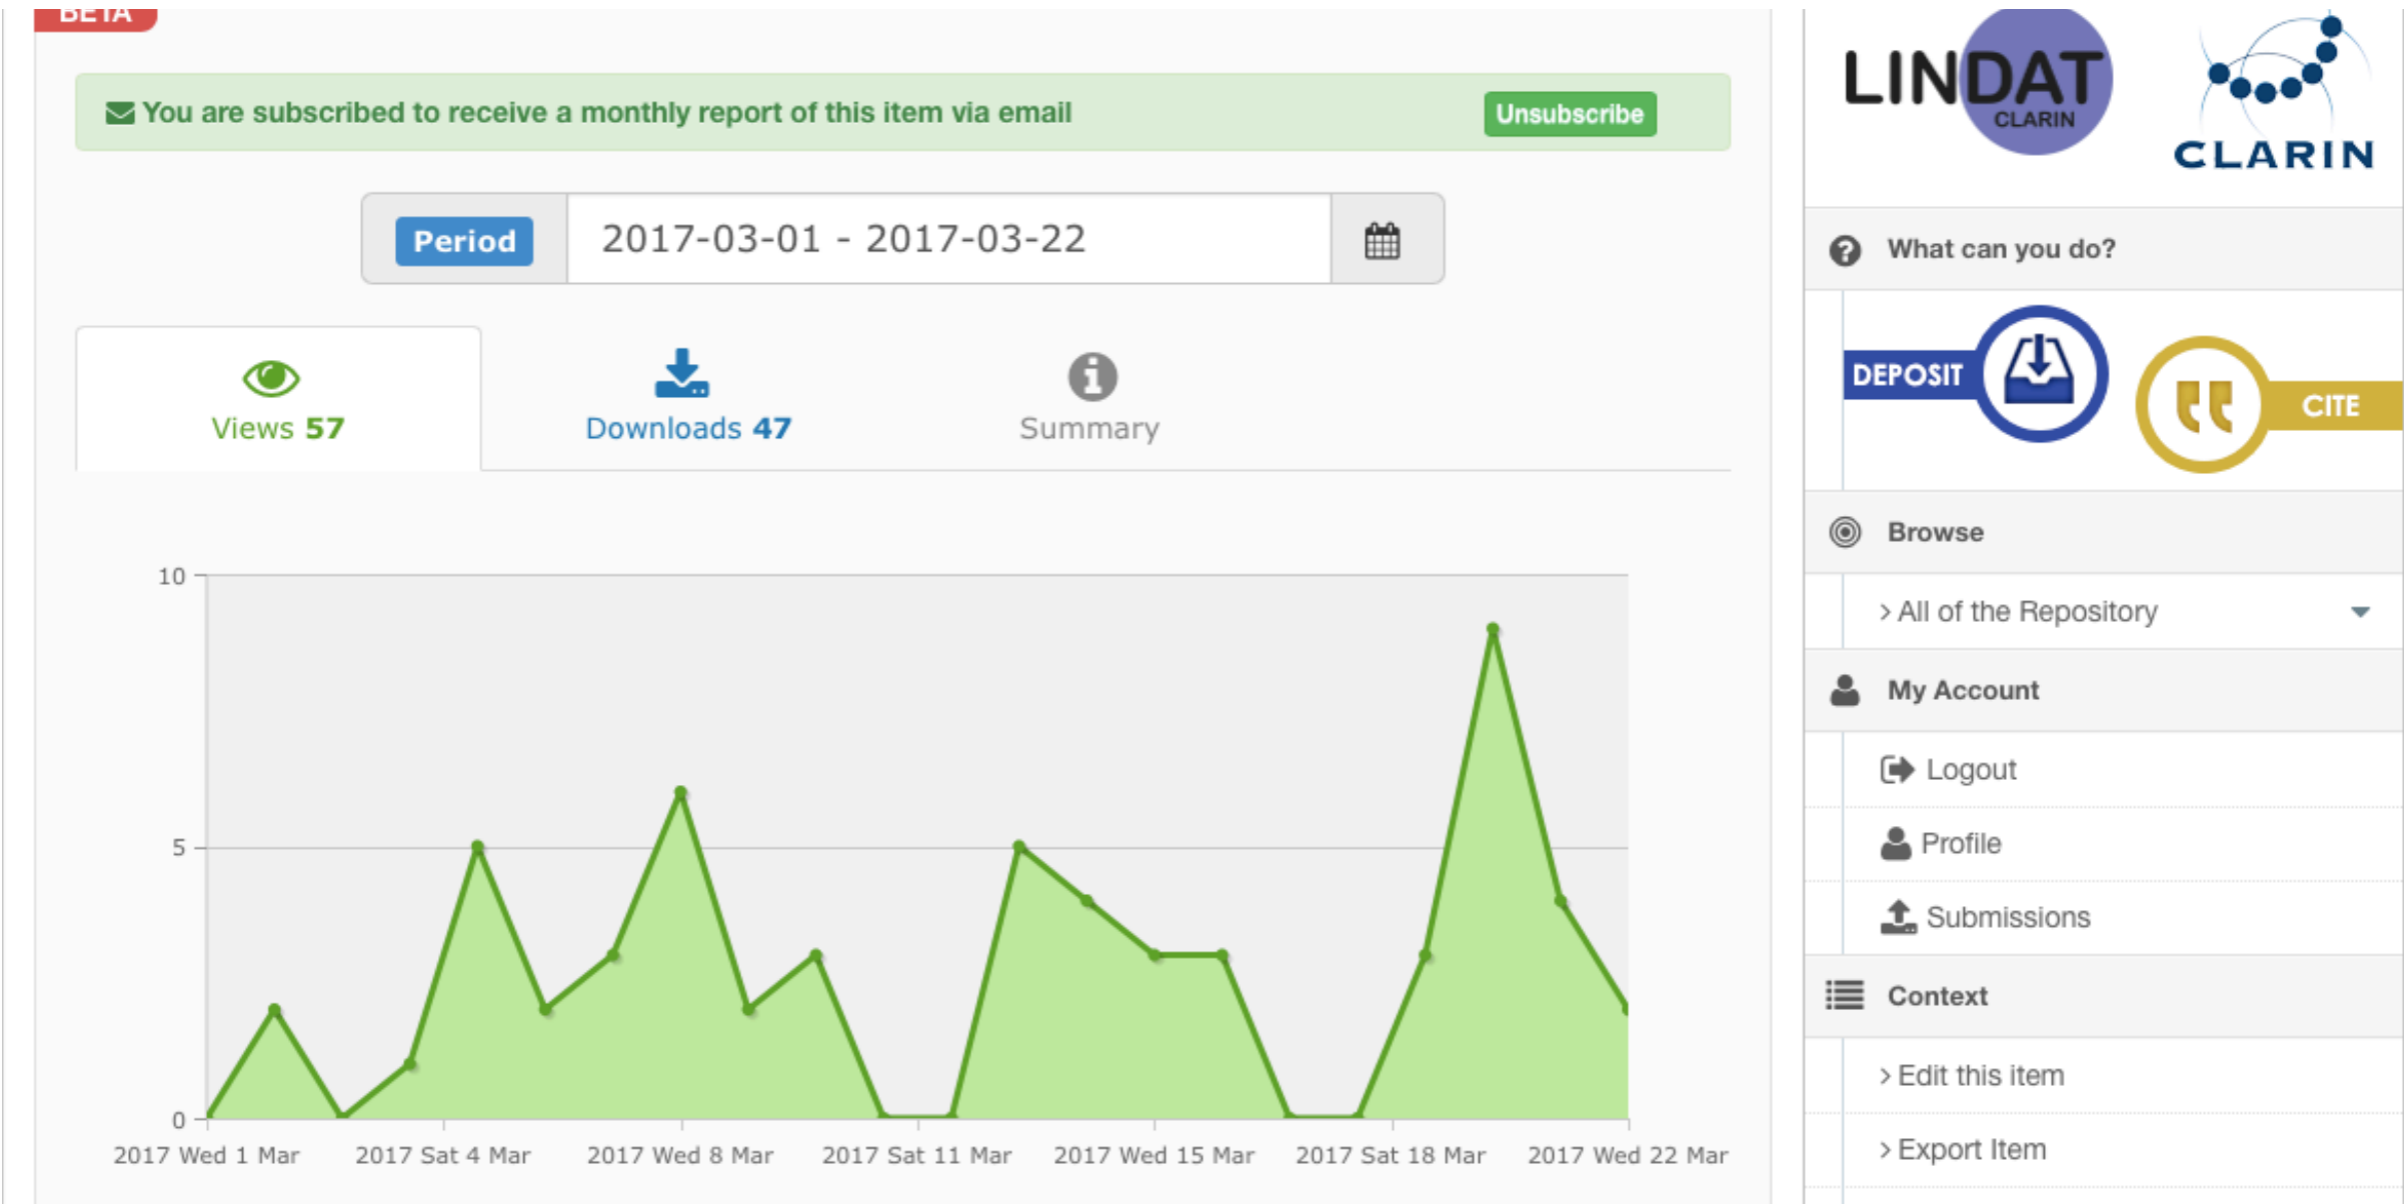 BETA
You are subscribed to receive a monthly report of this item via email
Unsubscribe
Period
2017-03-01 - 2017-03-22
Views 57
Downloads 47
Summary
10
5
0
2017 Wed 1 Mar
2017 Sat 4 Mar
2017 Wed 8 Mar
2017 Sat 11 Mar
2017 Wed 15 Mar
2017 Sat 18 Mar
2017 Wed 22 Mar
LINDAT
CLARIN
CLARIN
What can you do?
DEPOSIT
CITE
Browse
> All of the Repository
My Account
Logout
Profile
Submissions
Context
> Edit this item
> Export Item